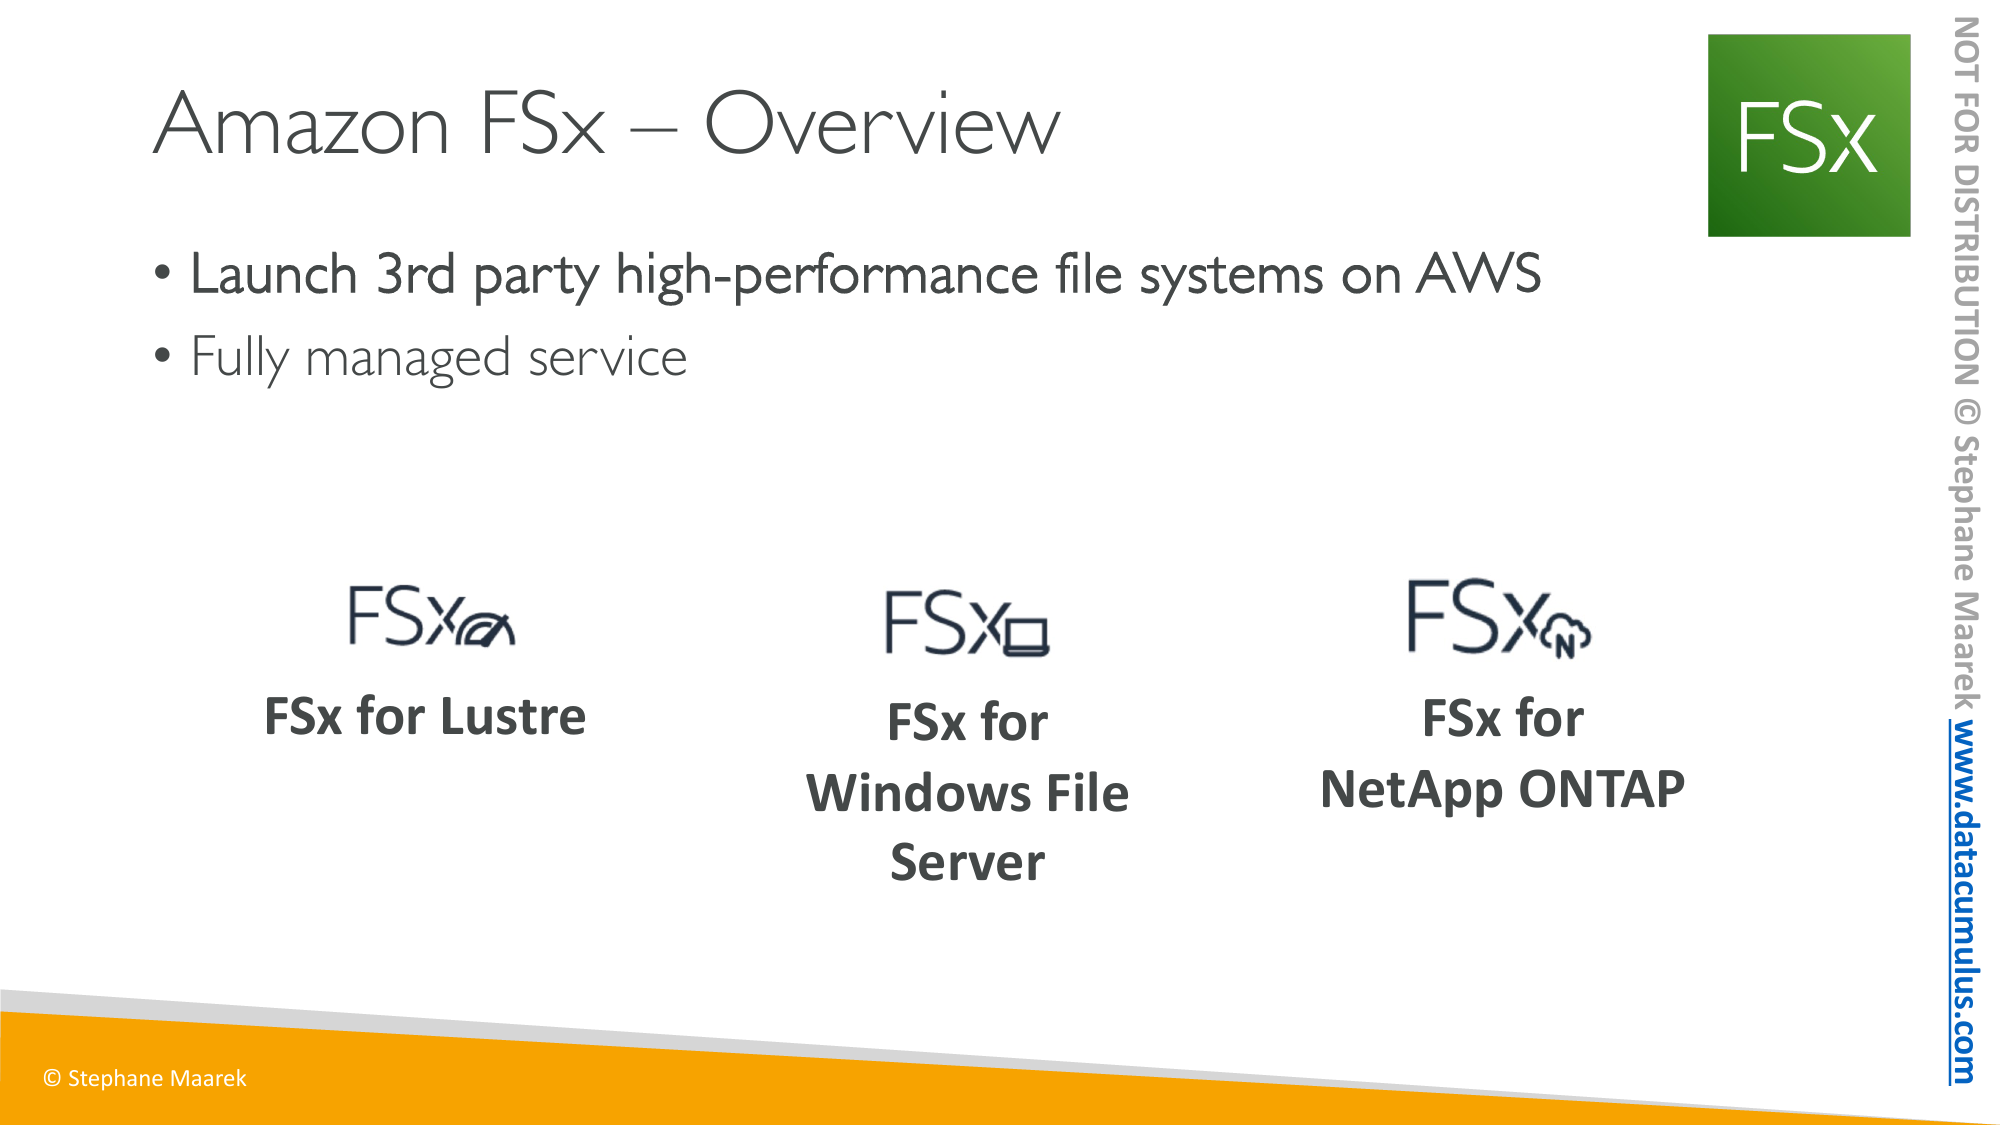 Amazon FSx – Overview
FSx
• Launch 3rd party high-performance file systems on AWS
• Fully managed service
FSx
FSx for Lustre
FSx
FSx for
Windows File
Server
FSx N
FSx for
NetApp ONTAP
© Stephane Maarek
NOT FOR DISTRIBUTION © Stephane Maarek www.datacumulus.com